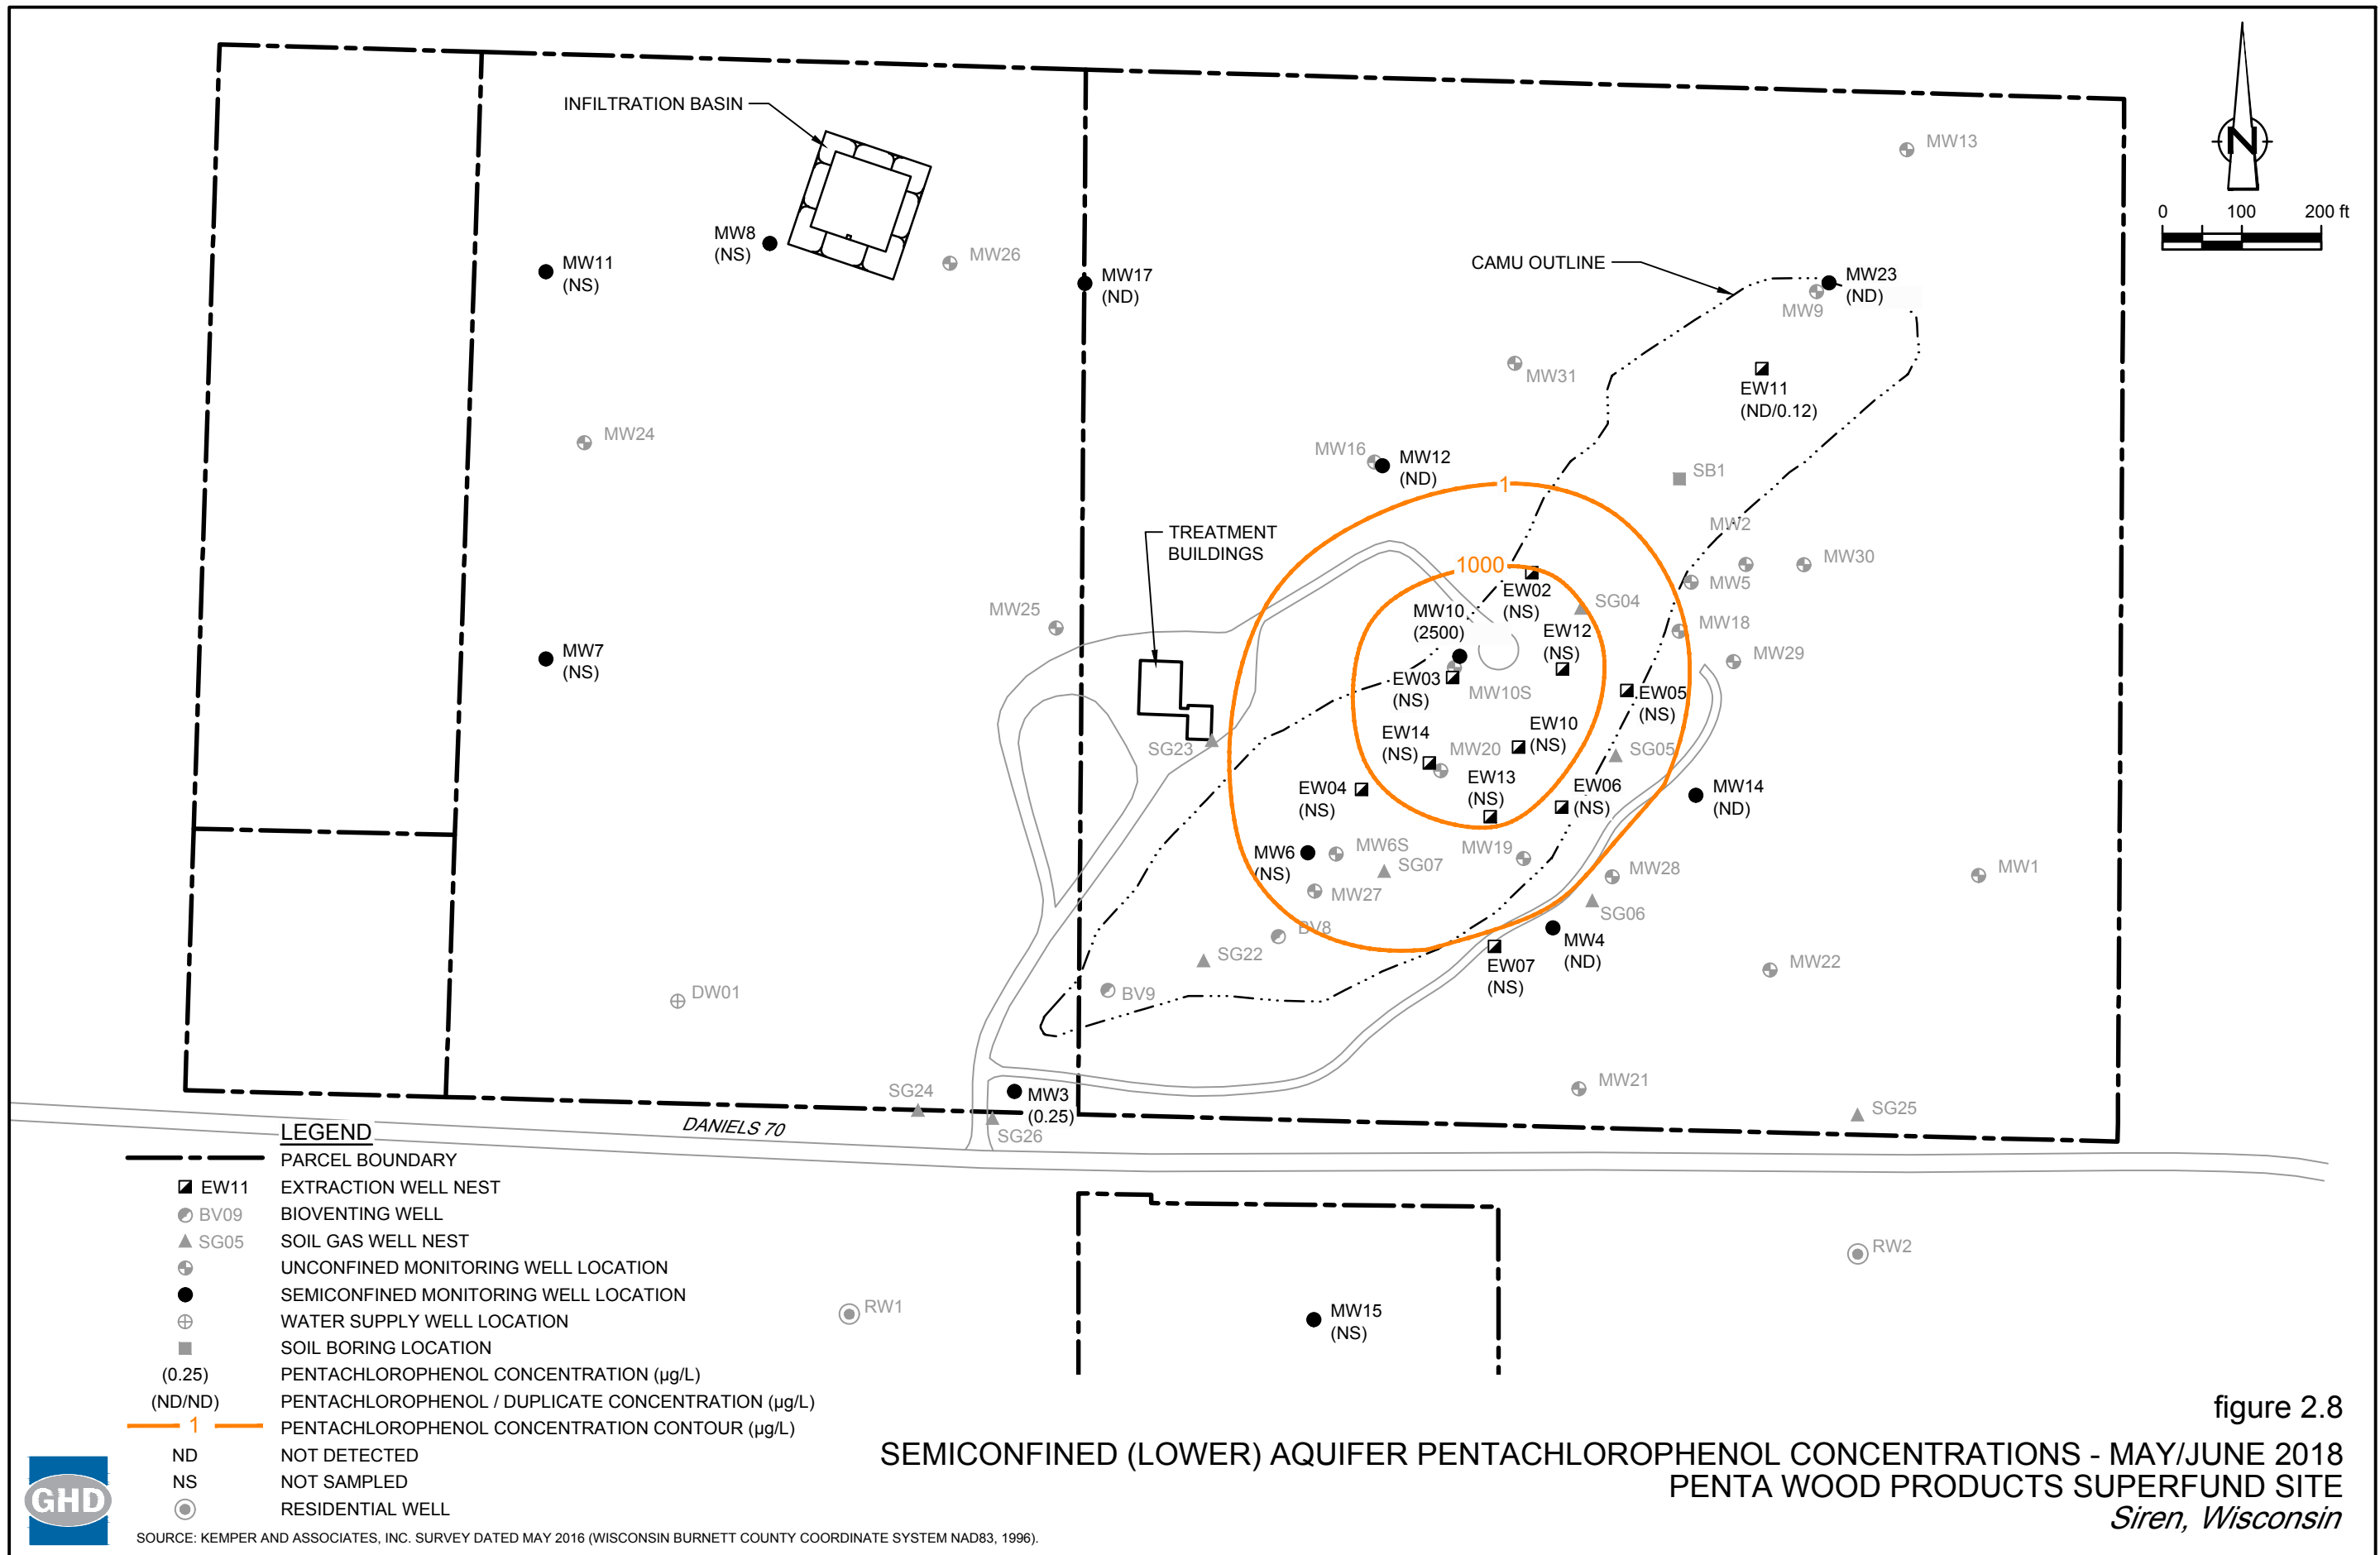 INFILTRATION BASIN
MW13
N
0 100 200 ft
MW8
(NS)
MW11
(NS)
MW26
MW17
(ND)
CAMU OUTLINE
MW23
(ND)
MW9
MW31
EW11
(ND/0.12)
MW24
MW16
MW12
(ND)
SB1
1
MW2
TREATMENT
BUILDINGS
1000
MW30
MW5
EW02
(NS)
SG04
MW25
MW10
(2500)
EW12
(NS)
MW18
MW29
MW7
(NS)
EW03
(NS)
MW10S
EW05
(NS)
EW14
(NS)
EW10
(NS)
MW20
SG23
SG05
EW13
(NS)
EW04
(NS)
EW06
(NS)
MW14
(ND)
MW6
(NS)
MW6S
MW19
SG07
MW28
MW1
MW27
SG06
BV8
MW4
(ND)
SG22
EW07
(NS)
MW22
DW01
BV9
MW21
SG24
MW3
(0.25)
SG25
SG26
DANIELS 70
LEGEND
PARCEL BOUNDARY
EW11 EXTRACTION WELL NEST
BV09 BIOVENTING WELL
SG05 SOIL GAS WELL NEST
UNCONFINED MONITORING WELL LOCATION
SEMICONFINED MONITORING WELL LOCATION
WATER SUPPLY WELL LOCATION
SOIL BORING LOCATION
(0.25) PENTACHLOROPHENOL CONCENTRATION (µg/L)
(ND/ND) PENTACHLOROPHENOL / DUPLICATE CONCENTRATION (µg/L)
1 PENTACHLOROPHENOL CONCENTRATION CONTOUR (µg/L)
ND NOT DETECTED
NS NOT SAMPLED
RESIDENTIAL WELL
RW2
RW1
MW15
(NS)
figure 2.8
SEMICONFINED (LOWER) AQUIFER PENTACHLOROPHENOL CONCENTRATIONS - MAY/JUNE 2018
PENTA WOOD PRODUCTS SUPERFUND SITE
Siren, Wisconsin
GHD
SOURCE: KEMPER AND ASSOCIATES, INC. SURVEY DATED MAY 2016 (WISCONSIN BURNETT COUNTY COORDINATE SYSTEM NAD83, 1996).